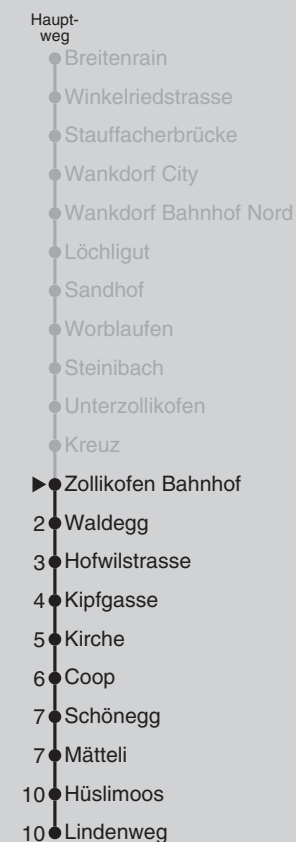 Haupt-
weg
Breitenrain
Winkelriedstrasse
Stauffacherbrücke
Wankdorf City
Wankdorf Bahnhof Nord
Löchligut
Sandhof
Worblaufen
Steinibach
Unterzollikofen
Kreuz
Zollikofen Bahnhof
2 Waldegg
3 Hofwilstrasse
4 Kipfgasse
5 Kirche
6 Coop
7 Schönegg
7 Mätteli
10 Hüslimoos
10 Lindenweg